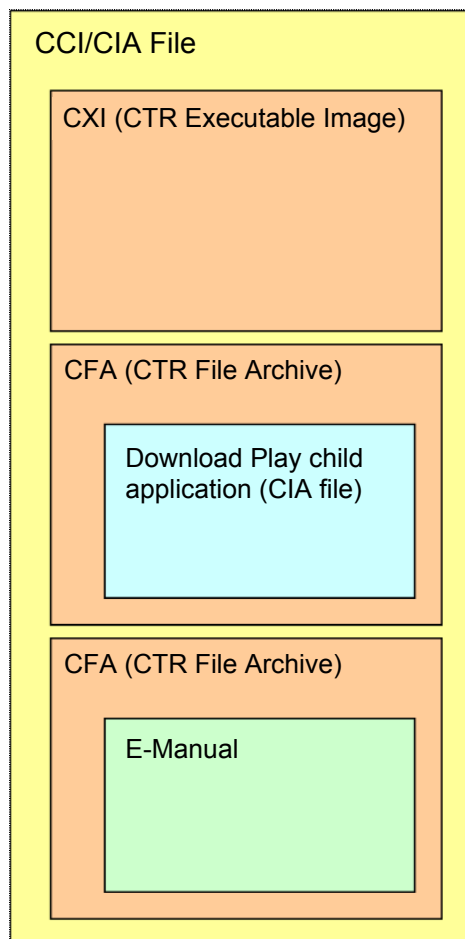 CCI/CIA File
CXI (CTR Executable Image)
CFA (CTR File Archive)
Download Play child
application (CIA file)
CFA (CTR File Archive)
E-Manual